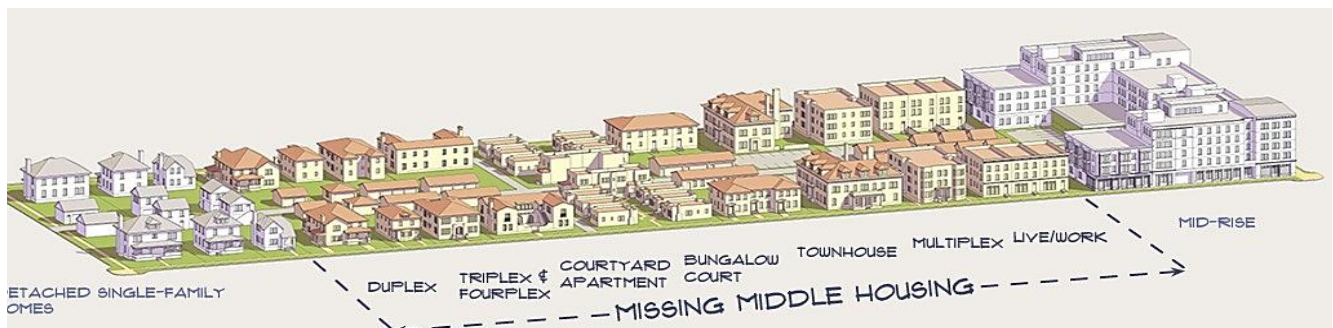 ETACHED SINGLE-FAMILY
OMES
DUPLEX
TRIPLEX &
FOURPLEX
COURTYARD
APARTMENT
BUNGALOW
COURT
TOWNHOUSE
MULTIPLEX
LIVE/WORK
MID-RISE
MISSING MIDDLE HOUSING